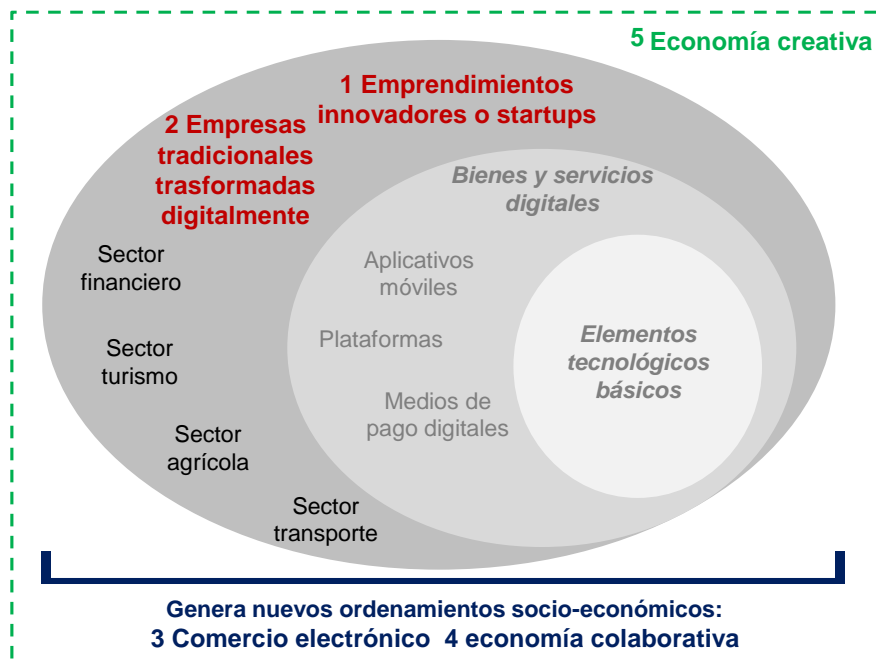 5 Economía creativa
1 Emprendimientos
innovadores o startups
2 Empresas
tradicionales
trasformadas
digitalmente
Bienes y servicios
digitales
Sector
financiero
Aplicativos
móviles
Plataformas
Elementos
tecnológicos
básicos
Sector
turismo
Medios de
pago digitales
Sector
agrícola
Sector
transporte
Genera nuevos ordenamientos socio-económicos:
3 Comercio electrónico 4 economía colaborativa